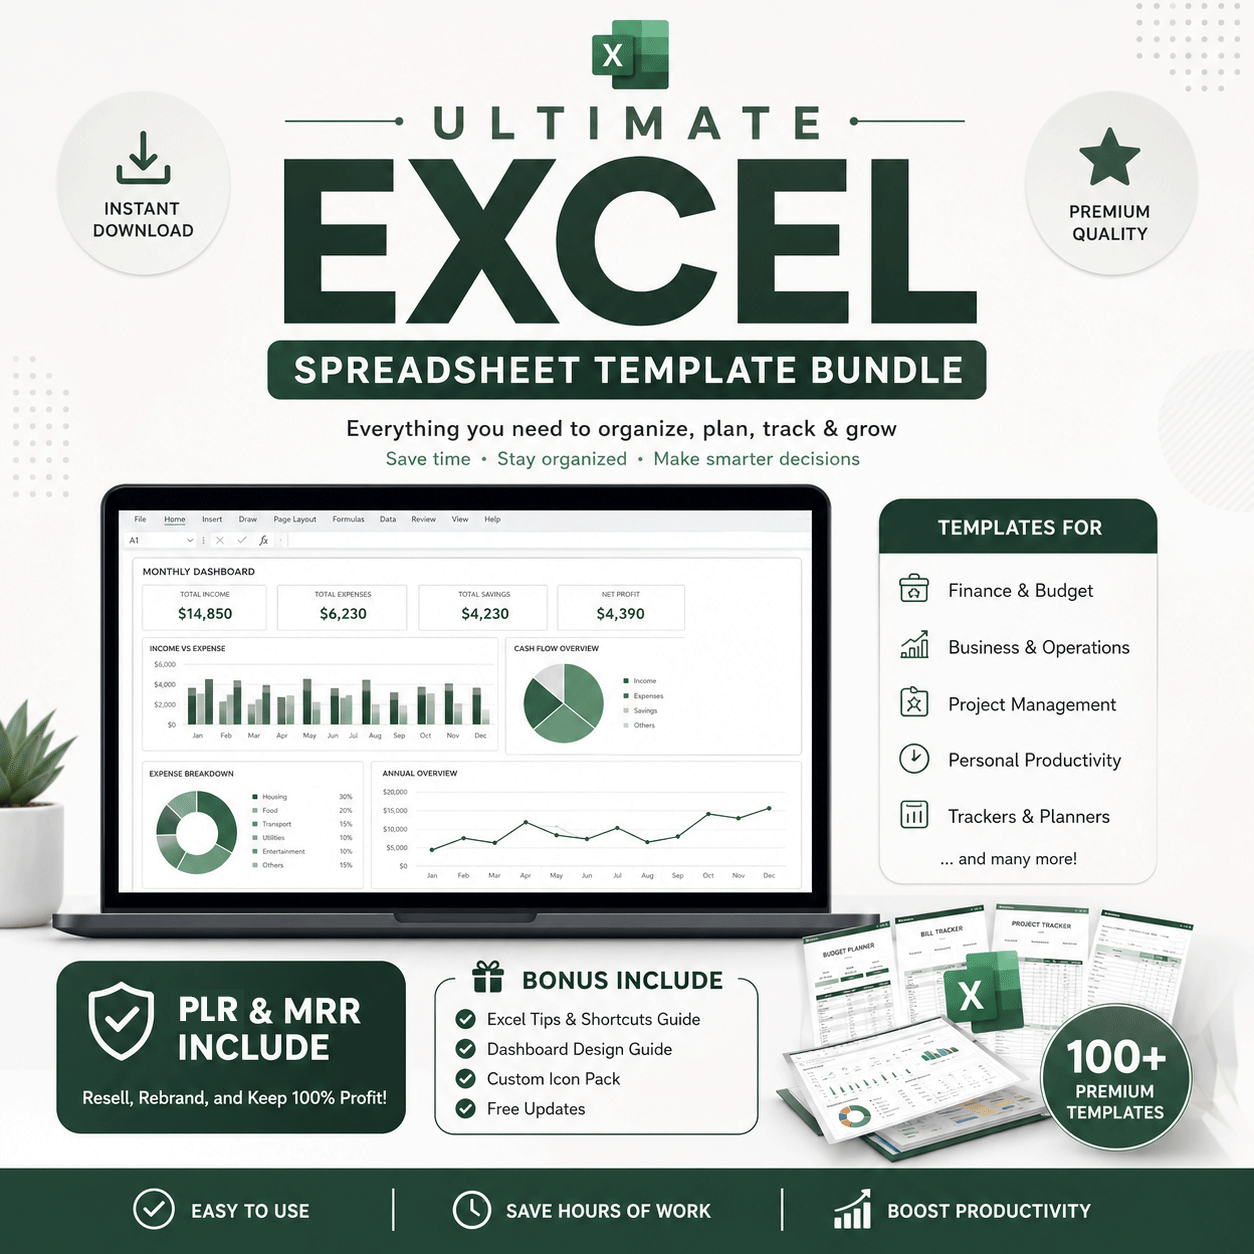 X
ULTIMATE
EXCEL
SPREADSHEET TEMPLATE BUNDLE
INSTANT
DOWNLOAD
PREMIUM
QUALITY
Everything you need to organize, plan, track & grow
Save time • Stay organized • Make smarter decisions
File Home Insert Draw Page Layout Formulas Data Review View Help
A1 fx
MONTHLY DASHBOARD
TOTAL INCOME
$14,850
TOTAL EXPENSES
$6,230
TOTAL SAVINGS
$4,230
NET PROFIT
$4,390
INCOME VS EXPENSE
$6,000
$4,000
$2,000
$0
Jan Feb Mar Apr May Jun Jul Aug Sep Oct Nov Dec
CASH FLOW OVERVIEW
Income
Expenses
Savings
Others
EXPENSE BREAKDOWN
Housing 30%
Food 20%
Transport 15%
Utilities 10%
Entertainment 10%
Others 15%
ANNUAL OVERVIEW
$20,000
$15,000
$10,000
$5,000
$0
Jan Feb Mar Apr May Jun Jul Aug Sep Oct Nov Dec
TEMPLATES FOR
Finance & Budget
Business & Operations
Project Management
Personal Productivity
Trackers & Planners
... and many more!
BUDGET PLANNER
BILL TRACKER
PROJECT TRACKER
X
100+
PREMIUM
TEMPLATES
PLR & MRR
INCLUDE
Resell, Rebrand, and Keep 100% Profit!
BONUS INCLUDE
Excel Tips & Shortcuts Guide
Dashboard Design Guide
Custom Icon Pack
Free Updates
EASY TO USE
SAVE HOURS OF WORK
BOOST PRODUCTIVITY